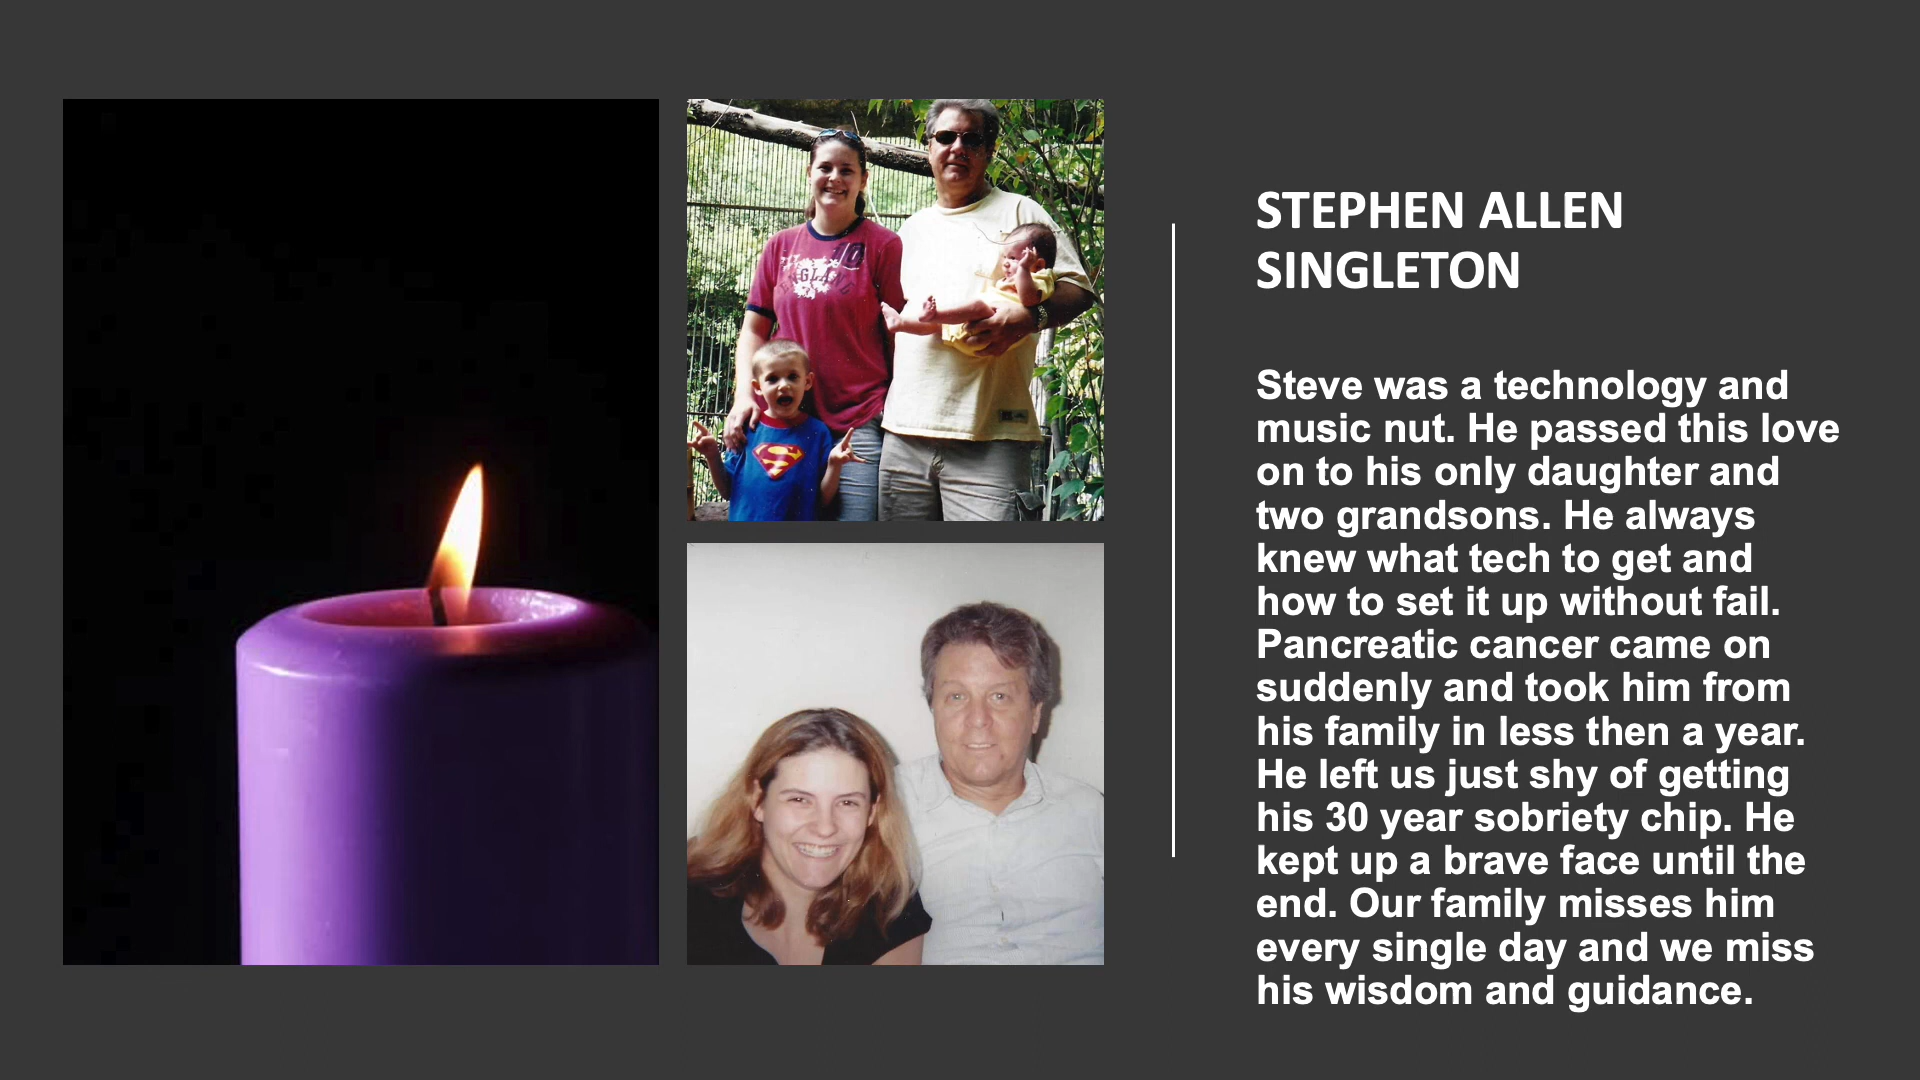 STEPHEN ALLEN
SINGLETON
Steve was a technology and
music nut. He passed this love
on to his only daughter and
two grandsons. He always
knew what tech to get and
how to set it up without fail.
Pancreatic cancer came on
suddenly and took him from
his family in less then a year.
He left us just shy of getting
his 30 year sobriety chip. He
kept up a brave face until the
end. Our family misses him
every single day and we miss
his wisdom and guidance.
10
ENGLAND
S